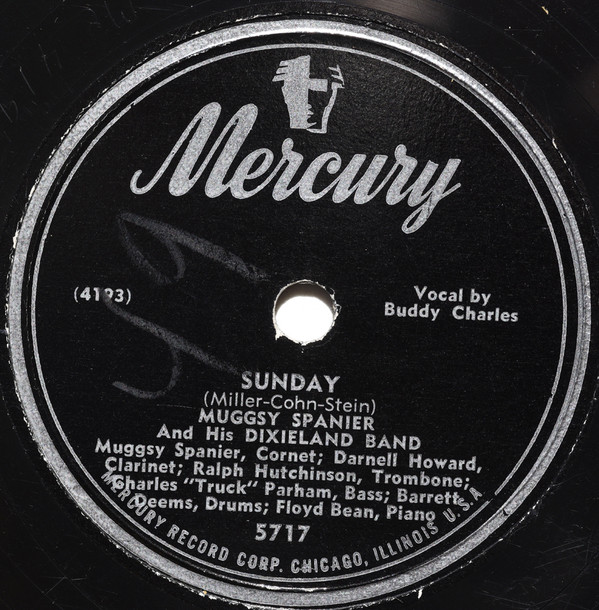 Mercury
(4193)
Vocal by
Buddy Charles
SUNDAY
(Miller-Cohn-Stein)
MUGGSY SPANIER
And His DIXIELAND BAND
Muggsy Spanier, Cornet; Darnell Howard,
Clarinet; Ralph Hutchinson, Trombone;
Charles "Truck" Parham, Bass; Barrett
Deems, Drums; Floyd Bean, Piano
5717
MERCURY RECORD CORP. CHICAGO, ILLINOIS U.S.A.